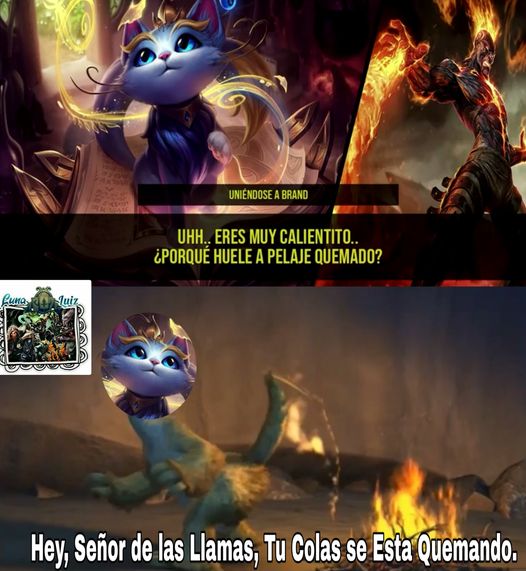 UNIÉNDOSE A BRAND
UHH.. ERES MUY CALIENTITO..
¿PORQUÉ HUELE A PELAJE QUEMADO?
Luna Luiz
Hey, Señor de las Llamas, Tu Colas se Esta Quemando.